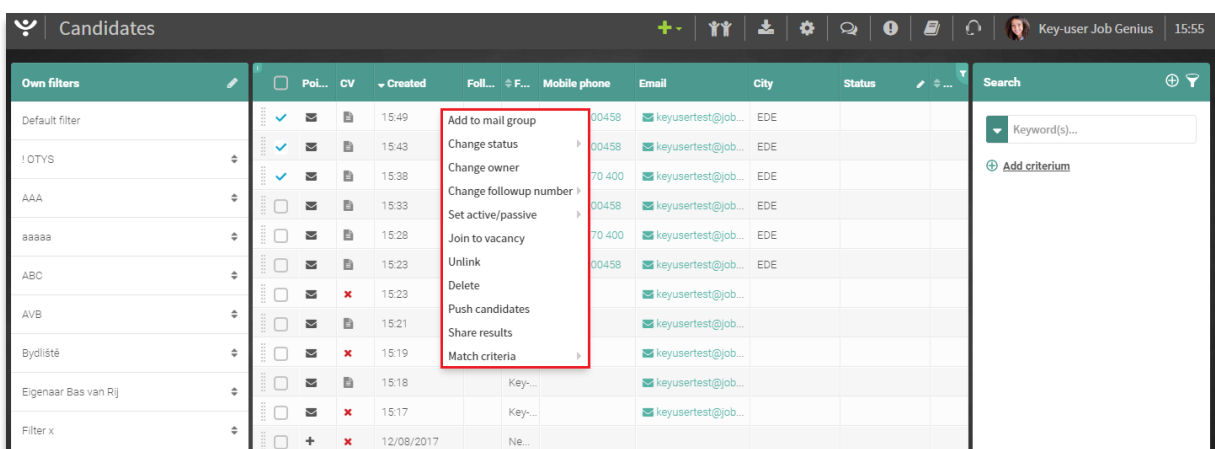 Candidates
Key-user Job Genius 15:55
Own filters
Default filter
! OTYS
AAA
aaaaa
ABC
AVB
Bydliště
Eigenaar Bas van Rij
Filter x
Poi... CV Created Foll... F... Mobile phone Email City Status ...
15:49 00458 keyusertest@job... EDE
15:43 00458 keyusertest@job... EDE
15:38 70 400 keyusertest@job... EDE
15:33 00458 keyusertest@job... EDE
15:28 70 400 keyusertest@job... EDE
15:23 00458 keyusertest@job... EDE
15:23 keyusertest@job...
15:21 keyusertest@job...
15:19 keyusertest@job...
15:18 Key-... keyusertest@job...
15:17 Key-... keyusertest@job...
12/08/2017 Ne...
Add to mail group
Change status
Change owner
Change followup number
Set active/passive
Join to vacancy
Unlink
Delete
Push candidates
Share results
Match criteria
Search
Keyword(s)...
Add criterium